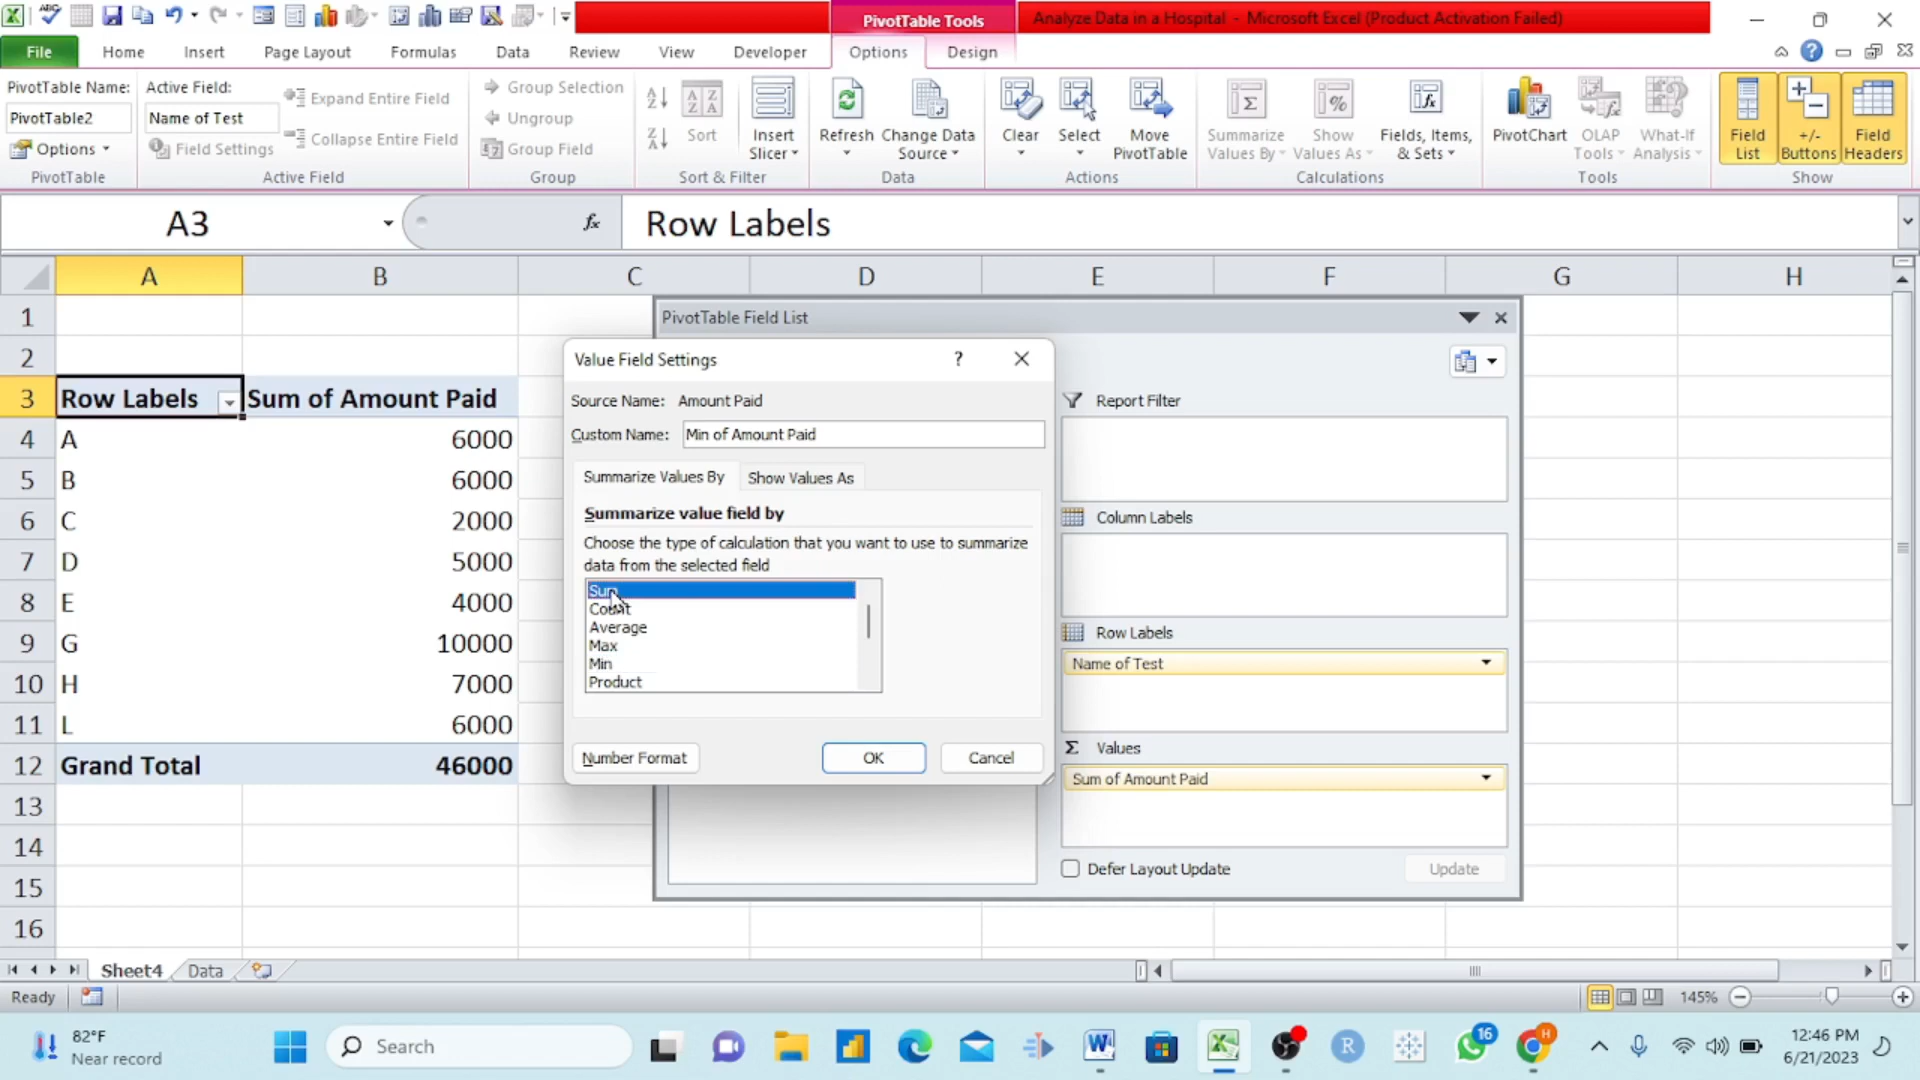 PivotTable Tools
Analyze Data in a Hospital - Microsoft Excel (Product Activation Failed)
File
Home
Insert
Page Layout
Formulas
Data
Review
View
Developer
Options
Design
PivotTable Name:
PivotTable2
Options
PivotTable
Active Field:
Name of Test
Field Settings
Expand Entire Field
Collapse Entire Field
Active Field
Group Selection
Ungroup
Group Field
Group
Sort
Insert
Slicer
Sort & Filter
Refresh
Change Data
Source
Data
Clear
Select
Move
PivotTable
Actions
Summarize
Values By
Show
Values As
Fields, Items,
& Sets
Calculations
PivotChart
OLAP
Tools
What-If
Analysis
Tools
Field
List
+/-
Buttons
Field
Headers
Show
A3
fx
Row Labels
A B C D E F G H
1
2
3 Row Labels Sum of Amount Paid
4 A 6000
5 B 6000
6 C 2000
7 D 5000
8 E 4000
9 G 10000
10 H 7000
11 L 6000
12 Grand Total 46000
13
14
15
16
PivotTable Field List
Value Field Settings
?
Source Name: Amount Paid
Custom Name: Min of Amount Paid
Summarize Values By
Show Values As
Summarize value field by
Choose the type of calculation that you want to use to summarize
data from the selected field
Sum
Count
Average
Max
Min
Product
Number Format
OK
Cancel
Report Filter
Column Labels
Row Labels
Name of Test
Σ Values
Sum of Amount Paid
Defer Layout Update
Update
Sheet4
Data
Ready
145%
82°F
Near record
Search
16
12:46 PM
6/21/2023